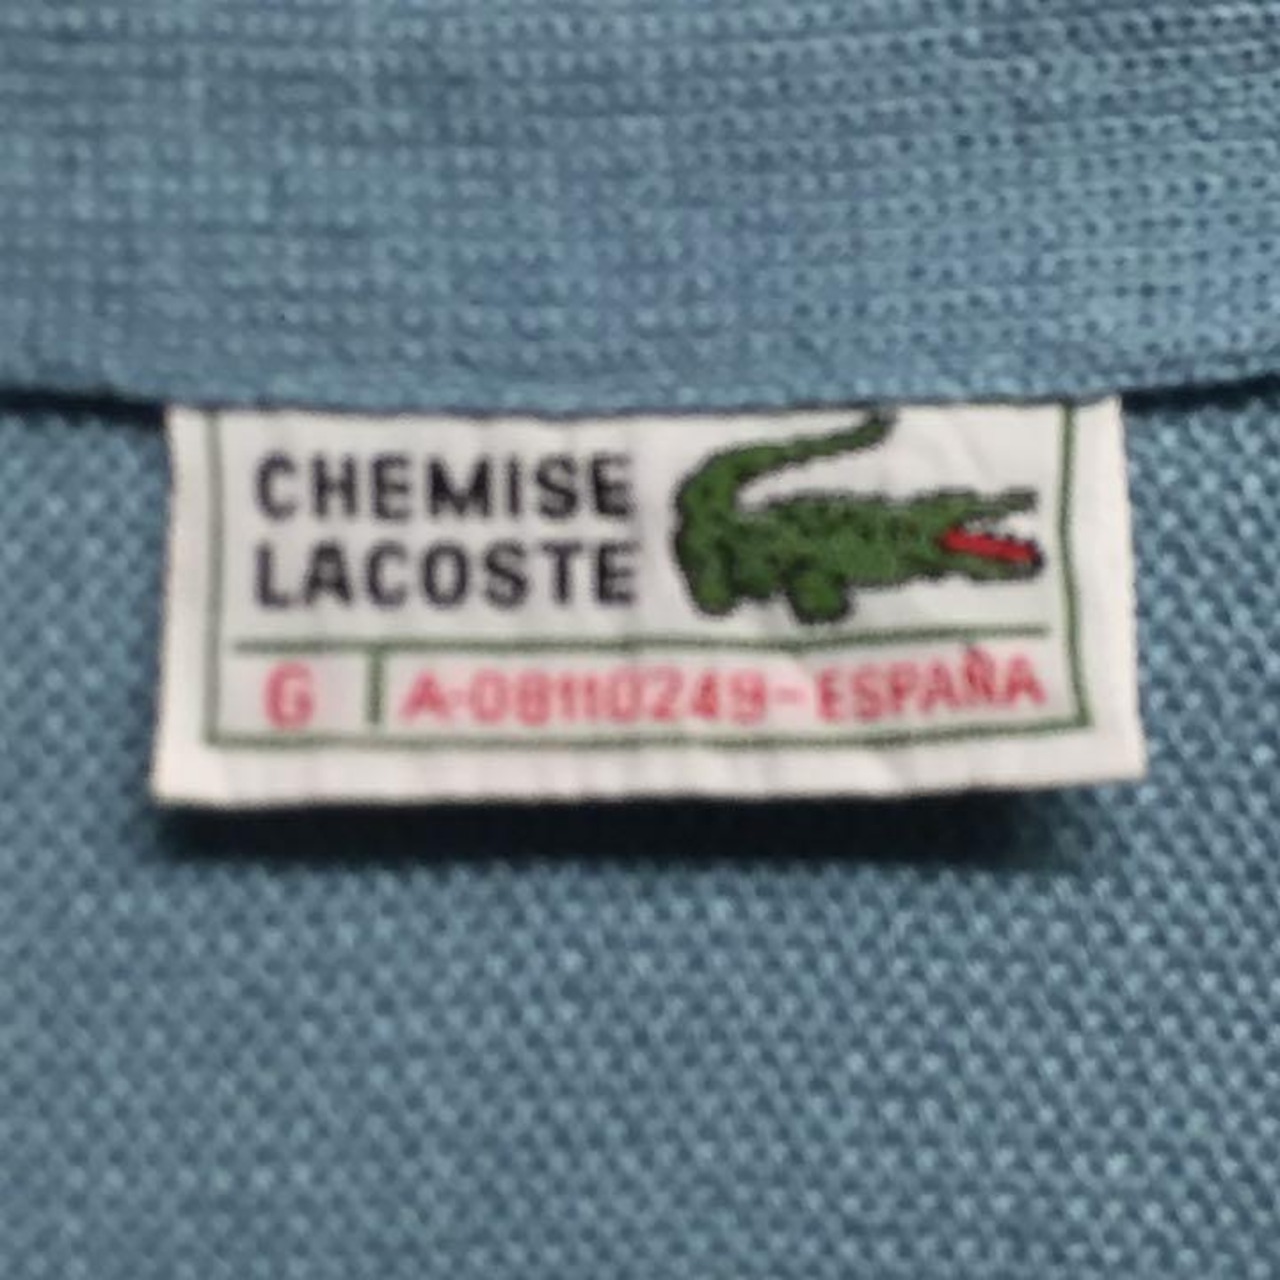 CHEMISE
LACOSTE
G A-08110249-ESPAÑA